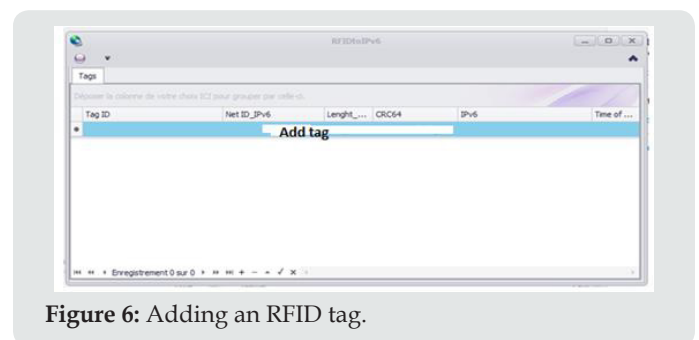 RFIDtoIPv6
Tags
Déposer la colonne de votre choix ICI pour grouper par celle-ci.
Tag ID Net ID_IPv6 Lenght_... CRC64 IPv6 Time of ...
Add tag
Enregistrement 0 sur 0
Figure 6: Adding an RFID tag.